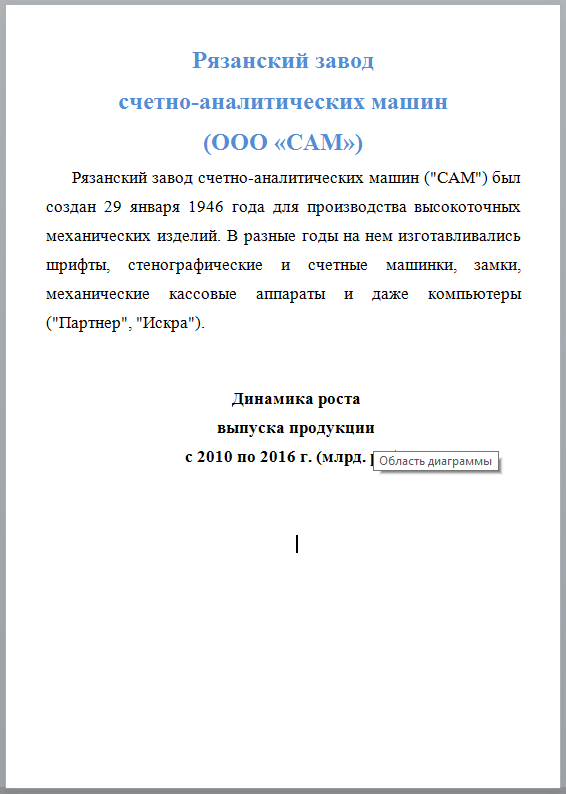 Рязанский завод
счетно-аналитических машин
(ООО «САМ»)
Рязанский завод счетно-аналитических машин ("САМ") был
создан 29 января 1946 года для производства высокоточных
механических изделий. В разные годы на нем изготавливались
шрифты, стенографические и счетные машинки, замки,
механические кассовые аппараты и даже компьютеры
("Партнер", "Искра").
Динамика роста
выпуска продукции
с 2010 по 2016 г. (млрд.
Область диаграммы